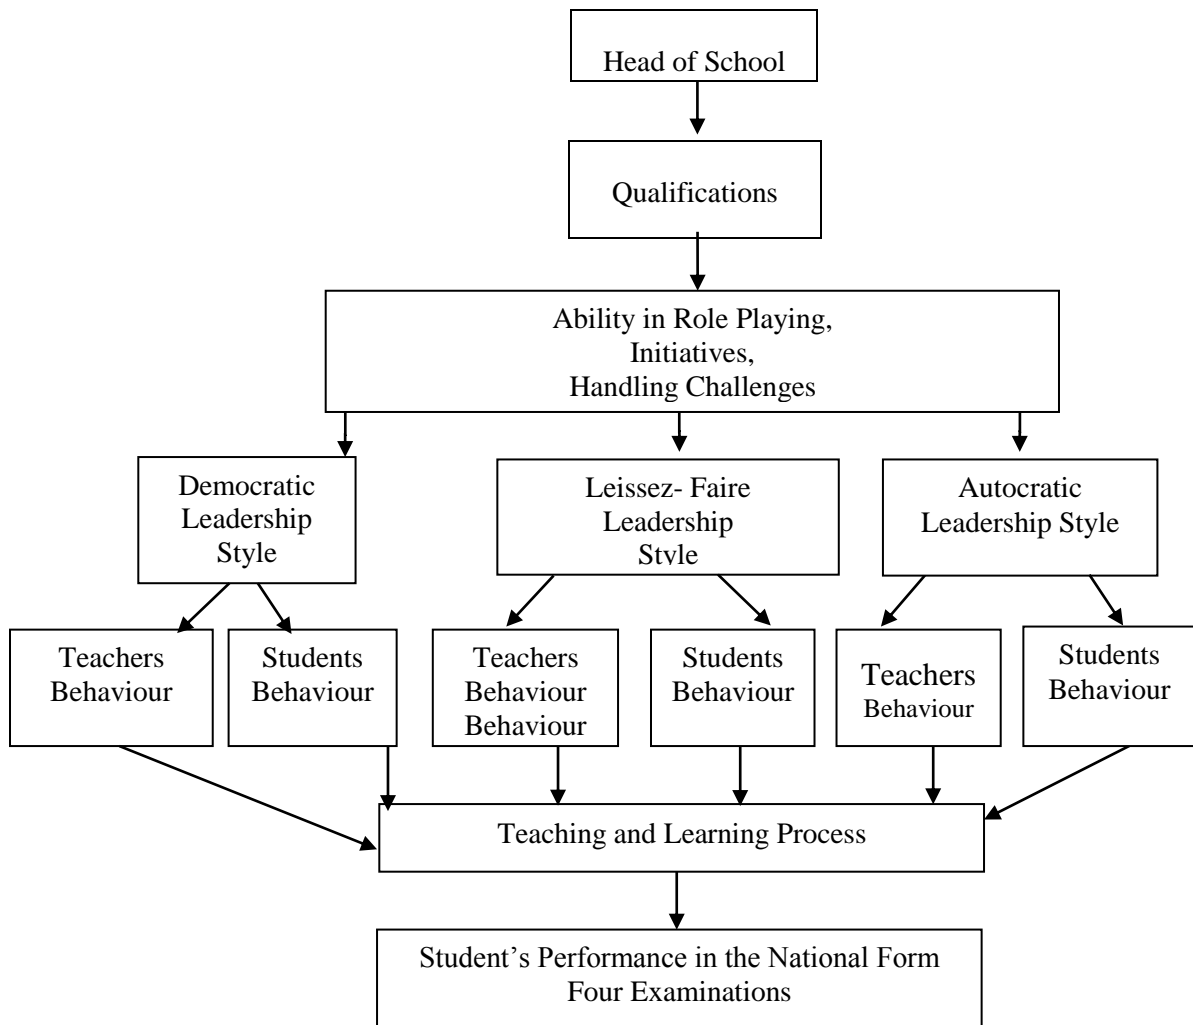 Head of School
Qualifications
Ability in Role Playing,
Initiatives,
Handling Challenges
Democratic
Leadership
Style
Leissez- Faire
Leadership
Style
Autocratic
Leadership Style
Teachers
Behaviour
Students
Behaviour
Teachers
Behaviour
Behaviour
Students
Behaviour
Teachers
Behaviour
Students
Behaviour
Teaching and Learning Process
Student’s Performance in the National Form
Four Examinations